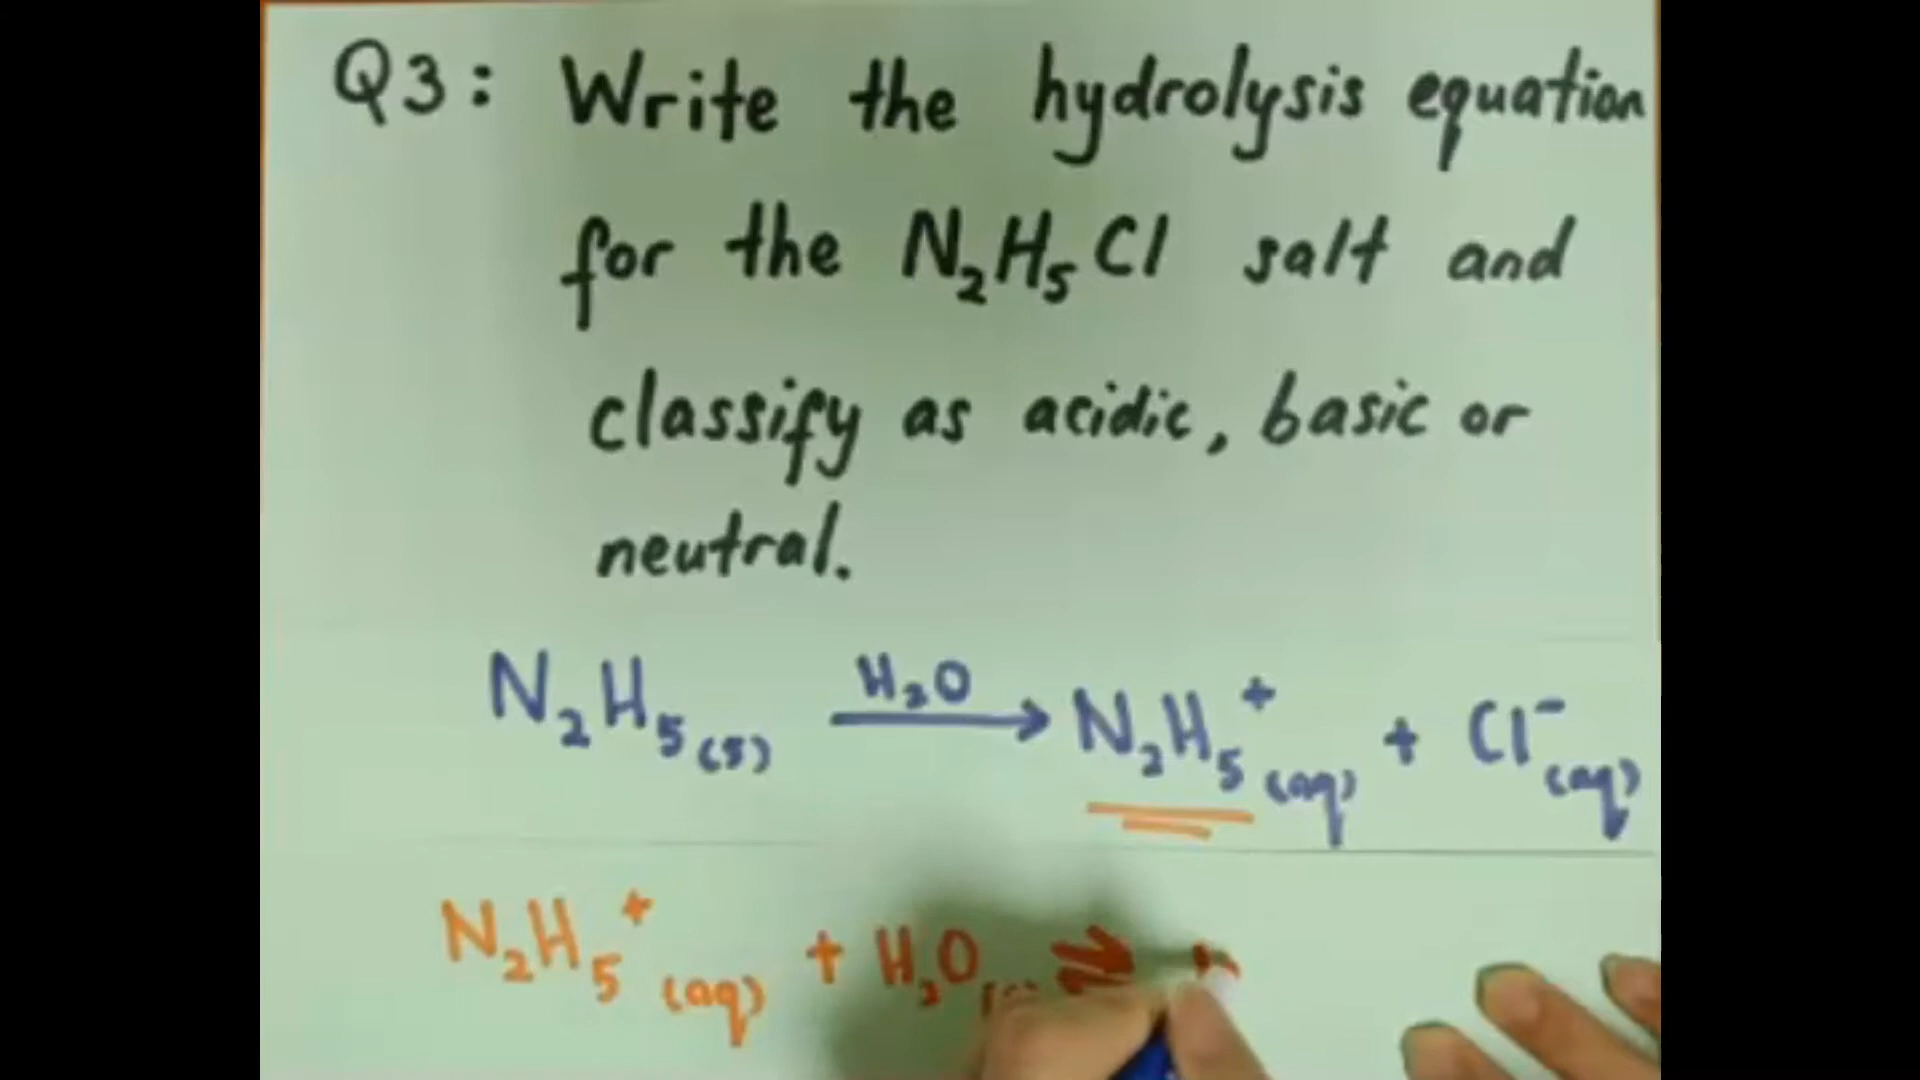 Q3: Write the hydrolysis equation
for the N₂H₅Cl salt and
classify as acidic, basic or
neutral.
N₂H₅(s) H₂O → N₂H₅⁺(aq) + Cl⁻(aq)
N₂H₅⁺(aq) + H₂O ⇌